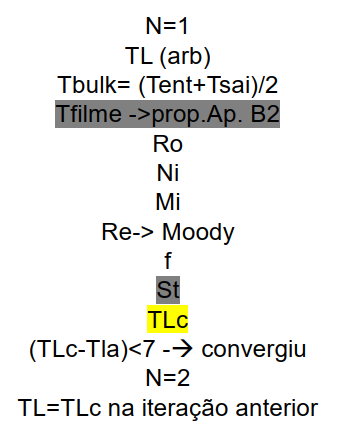 N=1
TL (arb)
Tbulk= (Tent+Tsai)/2
Tfilme ->prop.Ap. B2
Ro
Ni
Mi
Re-> Moody
f
St
TLc
(TLc-Tla)<7 -→ convergiu
N=2
TL=TLc na iteração anterior